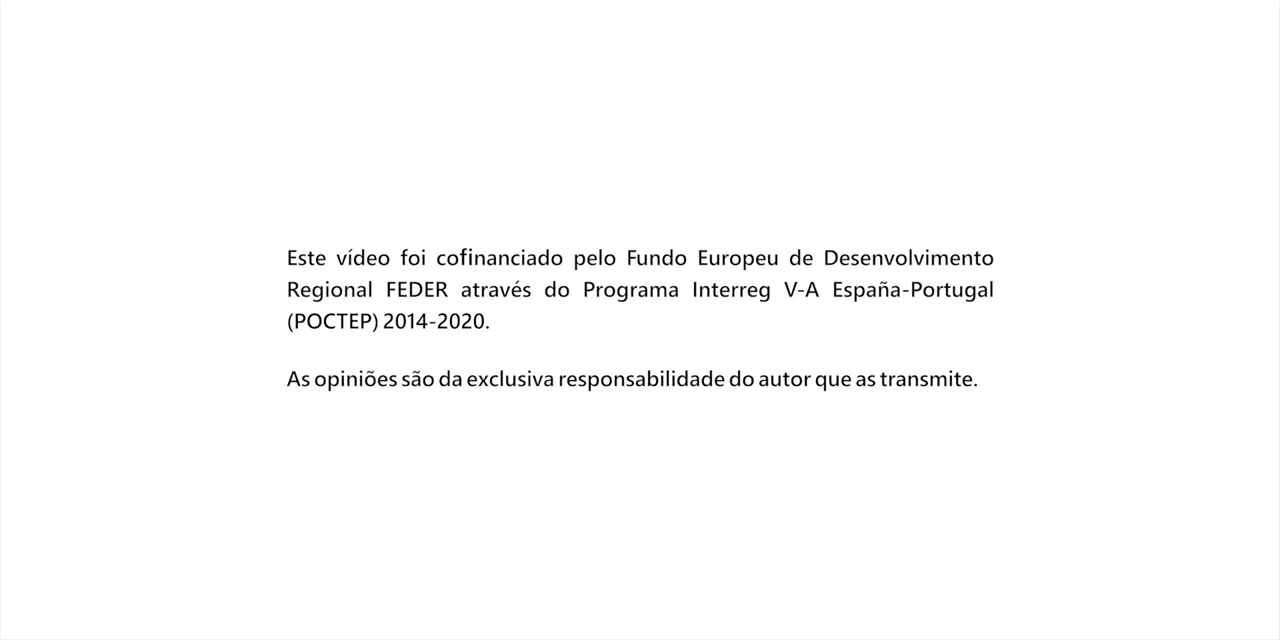 Este vídeo foi cofinanciado pelo Fundo Europeu de Desenvolvimento
Regional FEDER através do Programa Interreg V-A España-Portugal
(POCTEP) 2014-2020.
As opiniões são da exclusiva responsabilidade do autor que as transmite.